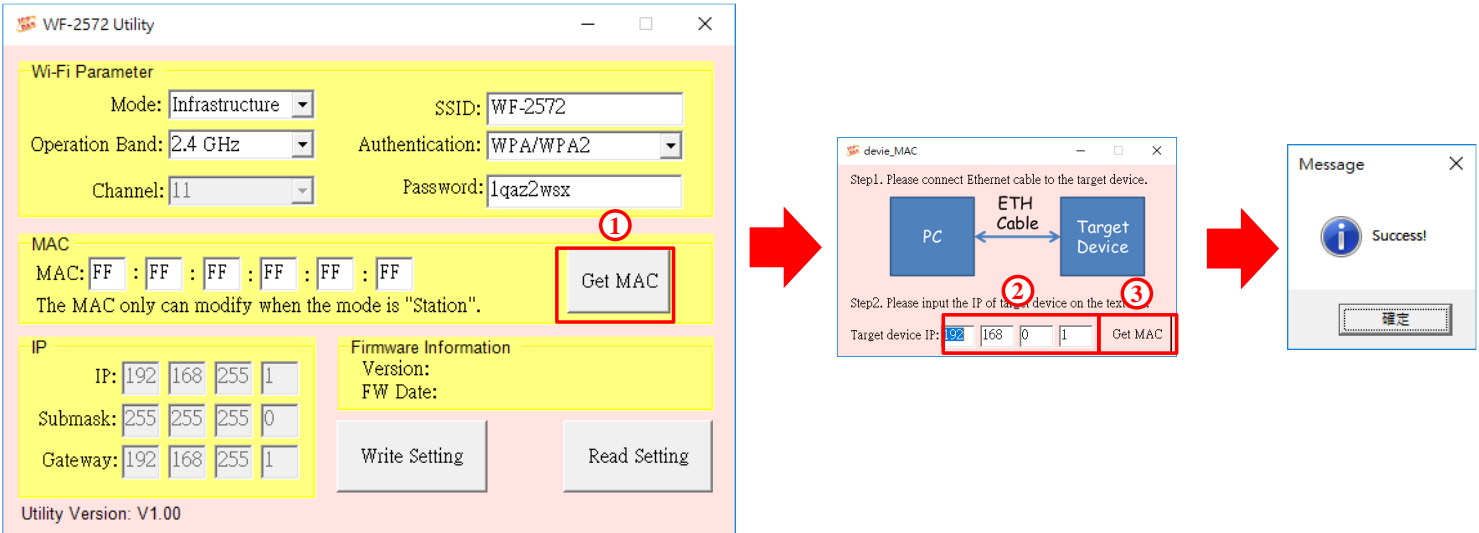 WF-2572 Utility
Wi-Fi Parameter
Mode: Infrastructure
SSID: WF-2572
Operation Band: 2.4 GHz
Authentication: WPA/WPA2
Channel: 11
Password: 1qaz2wsx
①
MAC
MAC: FF : FF : FF : FF : FF : FF
Get MAC
The MAC only can modify when the mode is "Station".
IP
IP: 192 168 255 1
Submask: 255 255 255 0
Gateway: 192 168 255 1
Firmware Information
Version:
FW Date:
Write Setting
Read Setting
Utility Version: V1.00
devie_MAC
Step1. Please connect Ethernet cable to the target device.
PC
ETH
Cable
Target
Device
② ③
Step2. Please input the IP of target device on the
Target device IP: 192 168 0 1 Get MAC
Message
Success!
確定